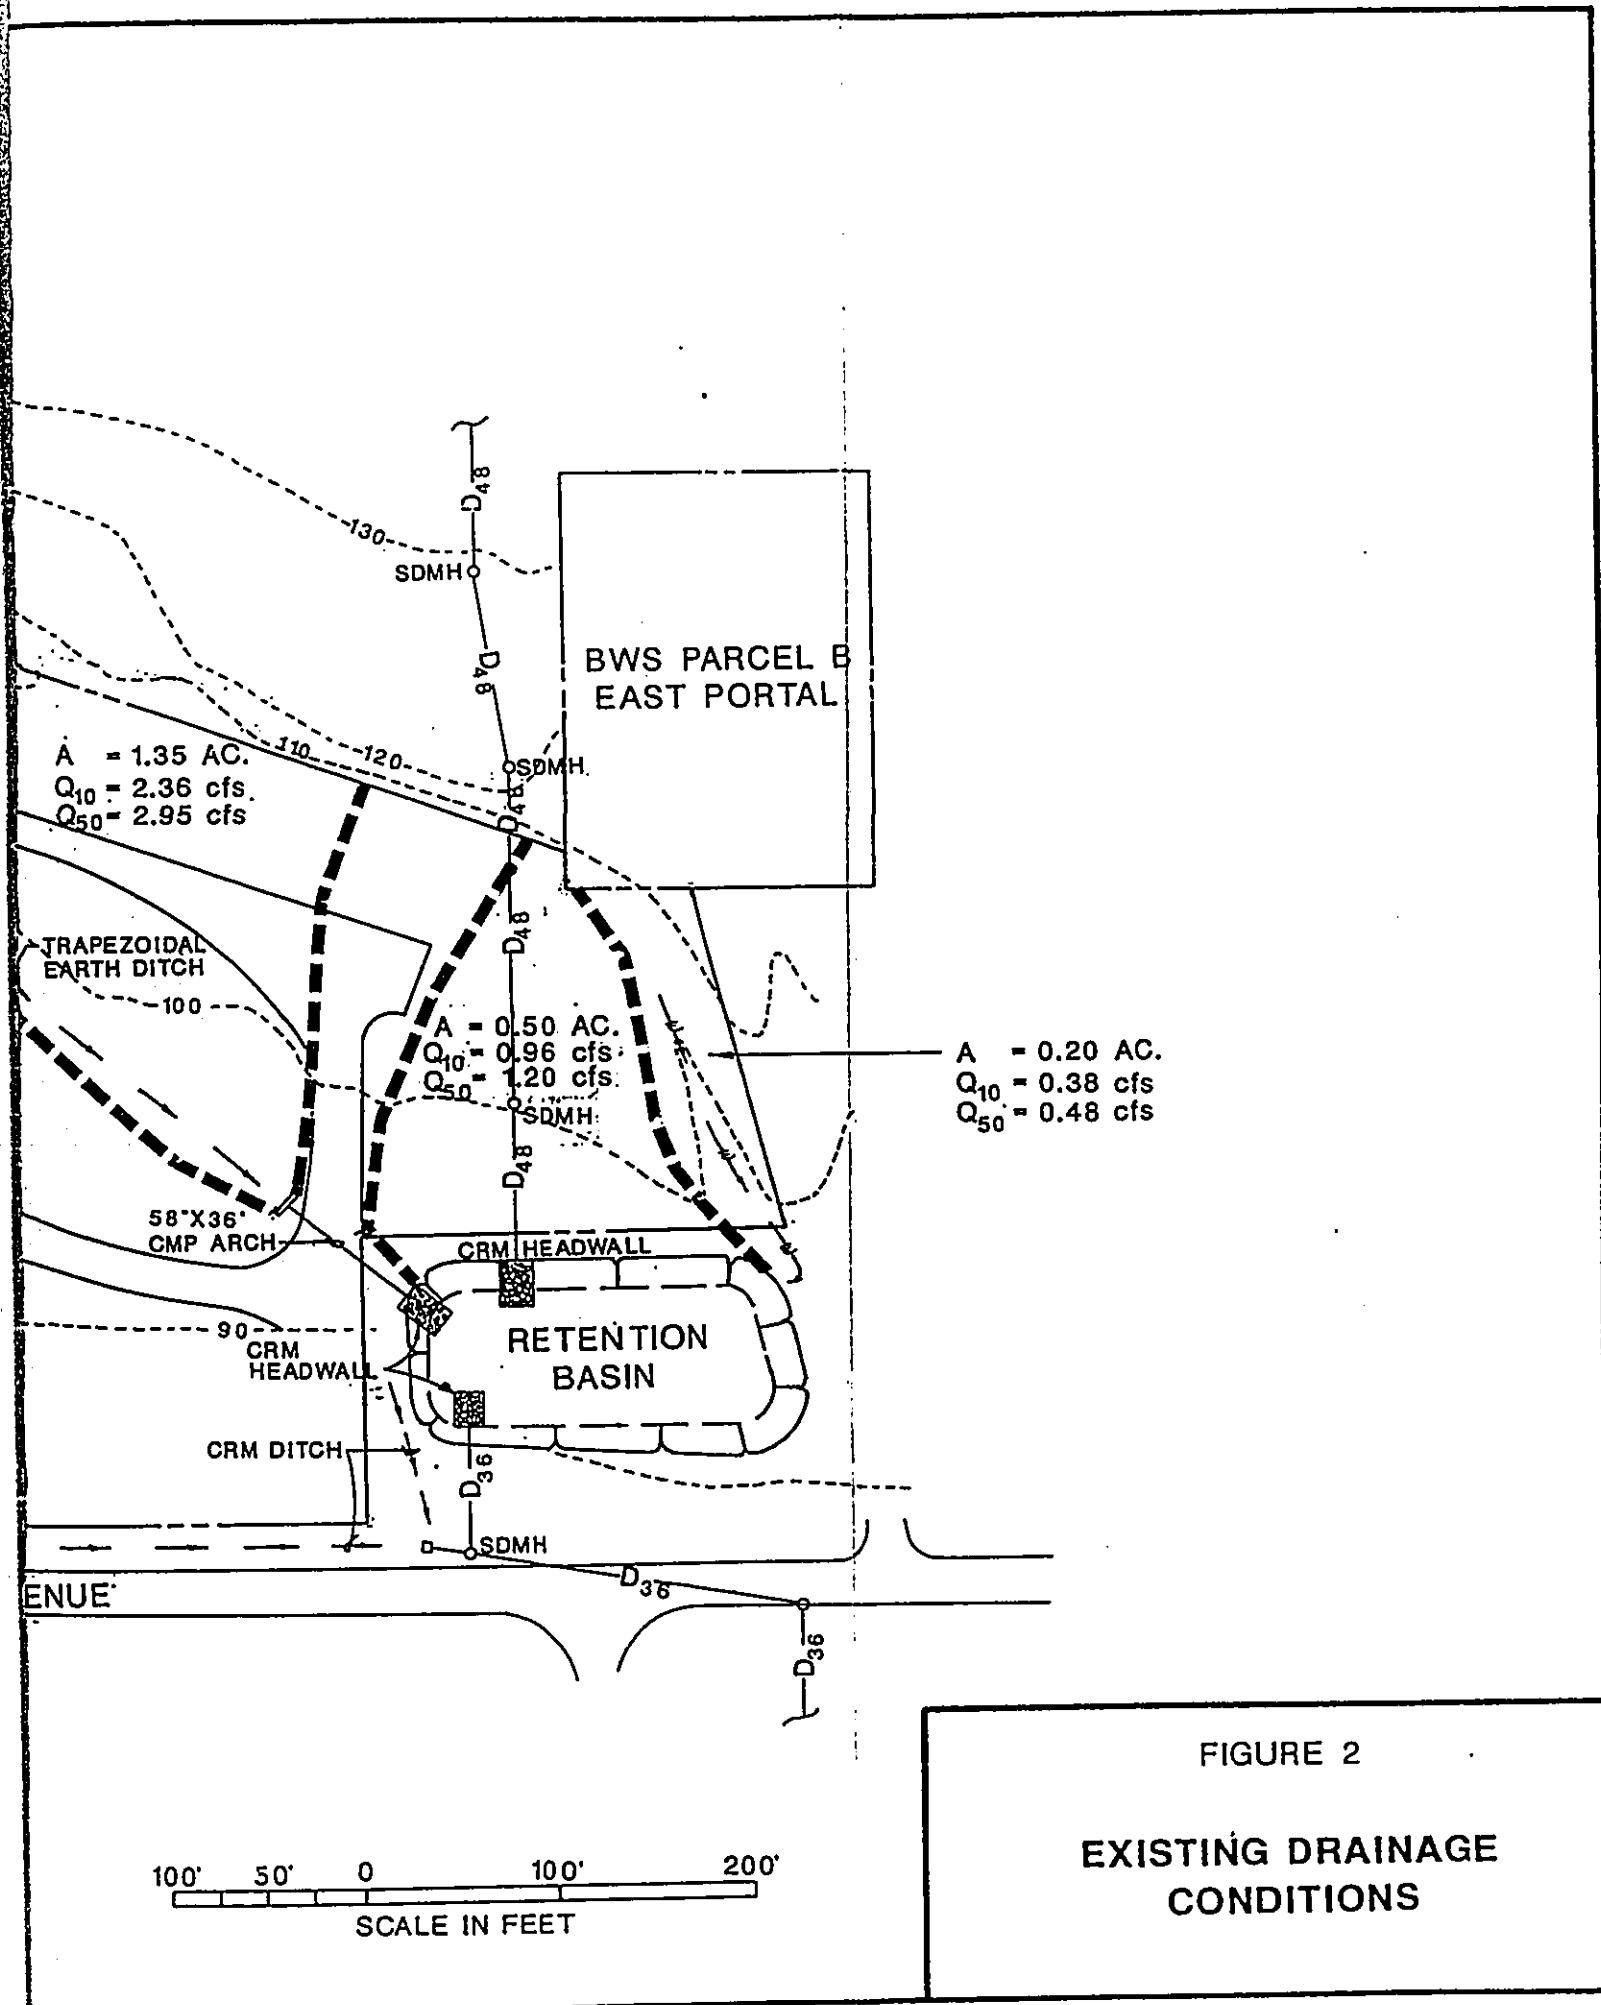 D48
130
SDMH
D48
BWS PARCEL B
EAST PORTAL
110
120
SDMH
A = 1.35 AC.
Q10 = 2.36 cfs
Q50 = 2.95 cfs
D48
D48
TRAPEZOIDAL
EARTH DITCH
100
A = 0.50 AC.
Q10 = 0.96 cfs
Q50 = 1.20 cfs
A = 0.20 AC.
Q10 = 0.38 cfs
Q50 = 0.48 cfs
SDMH
D48
58"X36"
CMP ARCH
CRM HEADWALL
90
CRM
HEADWALL
RETENTION
BASIN
CRM DITCH
D36
SDMH
D36
ENUE
D36
FIGURE 2
EXISTING DRAINAGE
CONDITIONS
100' 50' 0 100' 200'
SCALE IN FEET